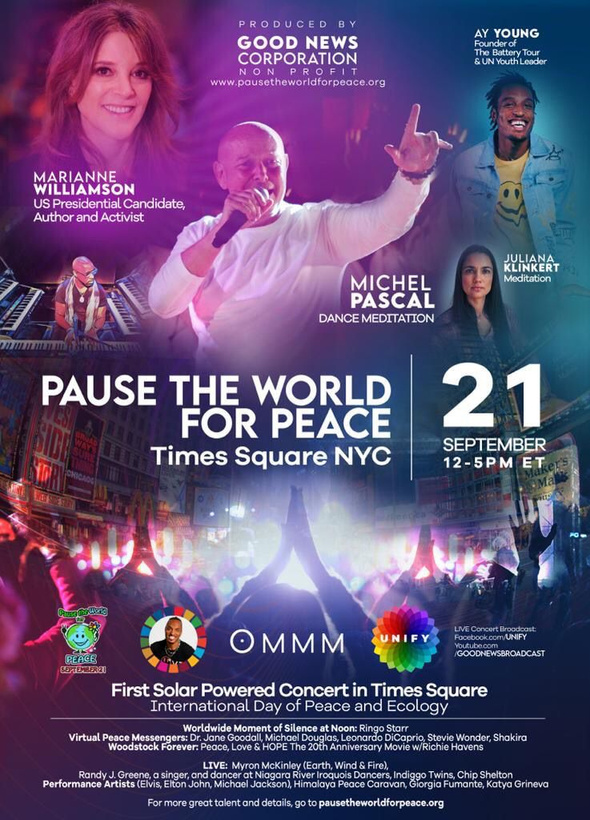 PRODUCED BY
GOOD NEWS
CORPORATION
NON PROFIT
www.pausetheworldforpeace.org
AY YOUNG
Founder of
The Battery Tour
& UN Youth Leader
MARIANNE
WILLIAMSON
US Presidential Candidate,
Author and Activist
JULIANA
KLINKERT
Meditation
MICHEL
PASCAL
DANCE MEDITATION
PAUSE THE WORLD
FOR PEACE
Times Square NYC
21
SEPTEMBER
12-5PM ET
Pause the World
for
PEACE
SEPTEMBER 21
OMMM
UNIFY
LIVE Concert Broadcast:
Facebook.com/UNIFY
Youtube.com
/GOODNEWSBROADCAST
First Solar Powered Concert in Times Square
International Day of Peace and Ecology
Worldwide Moment of Silence at Noon: Ringo Starr
Virtual Peace Messengers: Dr. Jane Goodall, Michael Douglas, Leonardo DiCaprio, Stevie Wonder, Shakira
Woodstock Forever: Peace, Love & HOPE The 20th Anniversary Movie w/Richie Havens
LIVE: Myron McKinley (Earth, Wind & Fire),
Randy J. Greene, a singer, and dancer at Niagara River Iroquois Dancers, Indiggo Twins, Chip Shelton
Performance Artists (Elvis, Elton John, Michael Jackson), Himalaya Peace Caravan, Giorgia Fumante, Katya Grineva
For more great talent and details, go to pausetheworldforpeace.org